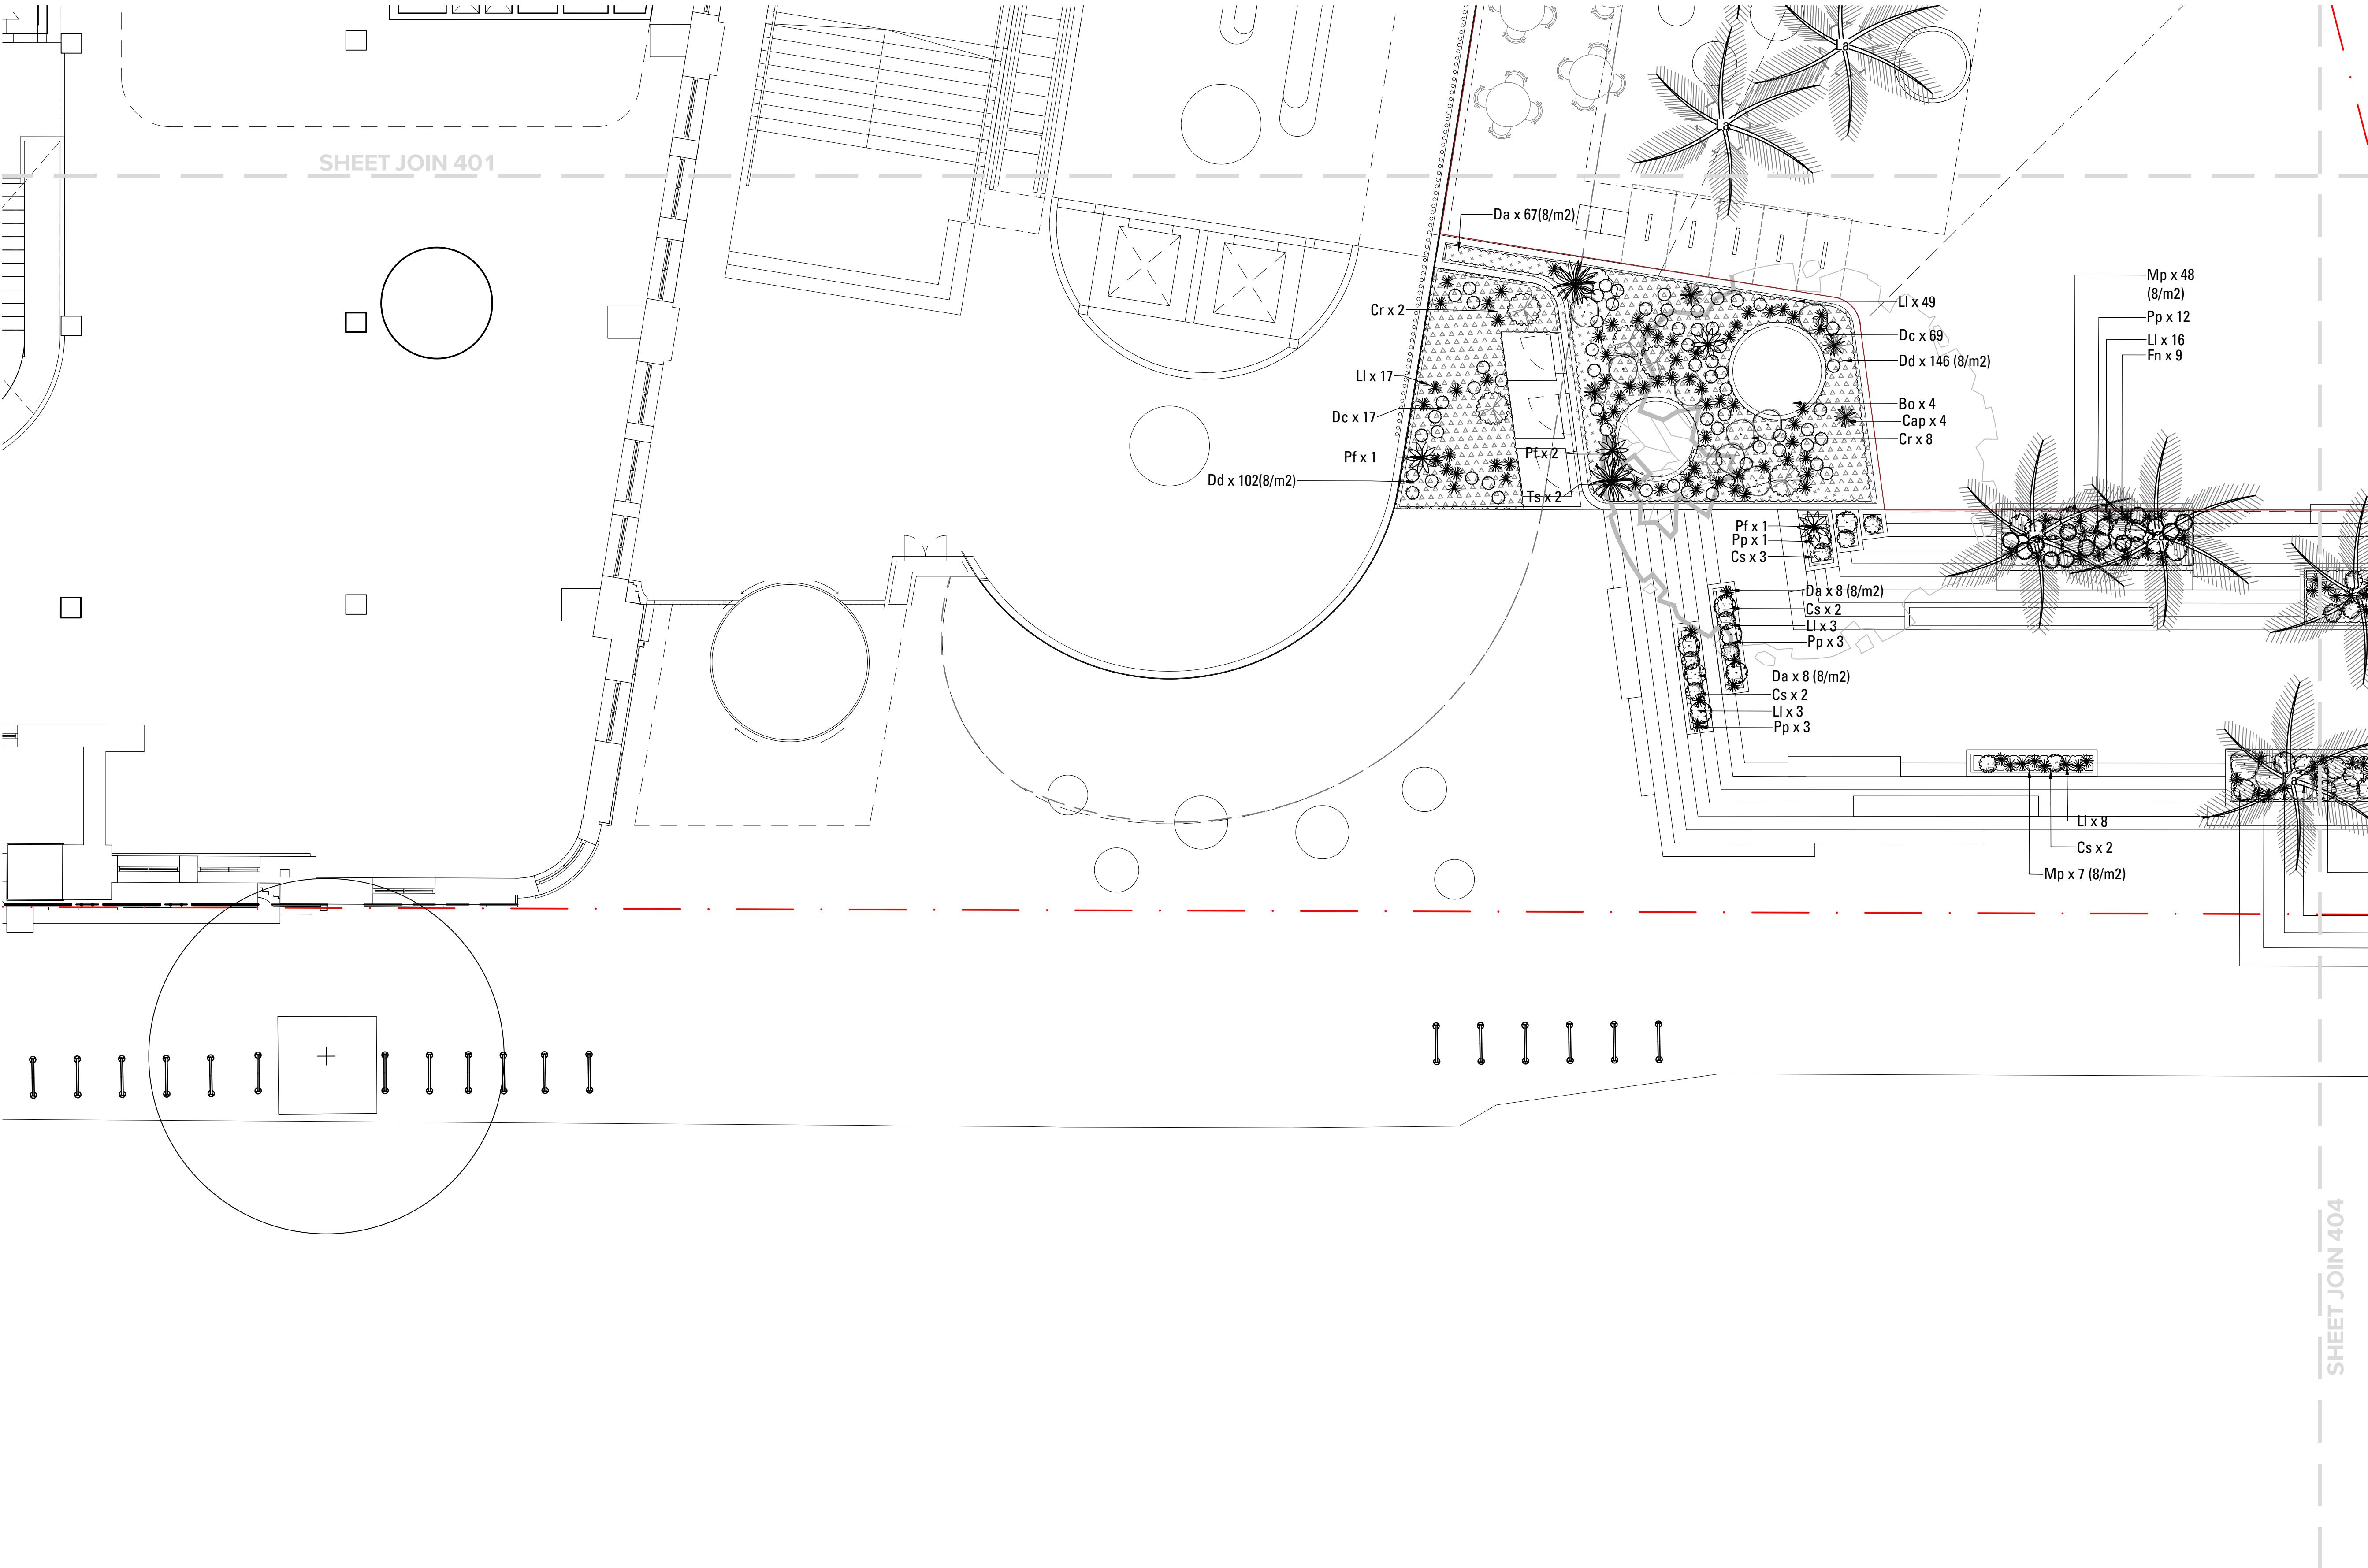 La
La
SHEET JOIN 401
Da x 67(8/m2)
Mp x 48
(8/m2)
Pp x 12
Ll x 16
Fn x 9
Cr x 2
Ll x 49
Dc x 69
Dd x 146 (8/m2)
Ll x 17
Dc x 17
Bo x 4
Cap x 4
Cr x 8
Pf x 1
Pf x 2
Dd x 102(8/m2)
Ts x 2
Pf x 1
Pp x 1
Cs x 3
Da x 8 (8/m2)
Cs x 2
Ll x 3
Pp x 3
Da x 8 (8/m2)
Cs x 2
Ll x 3
Pp x 3
Ll x 8
Cs x 2
Mp x 7 (8/m2)
SHEET JOIN 404